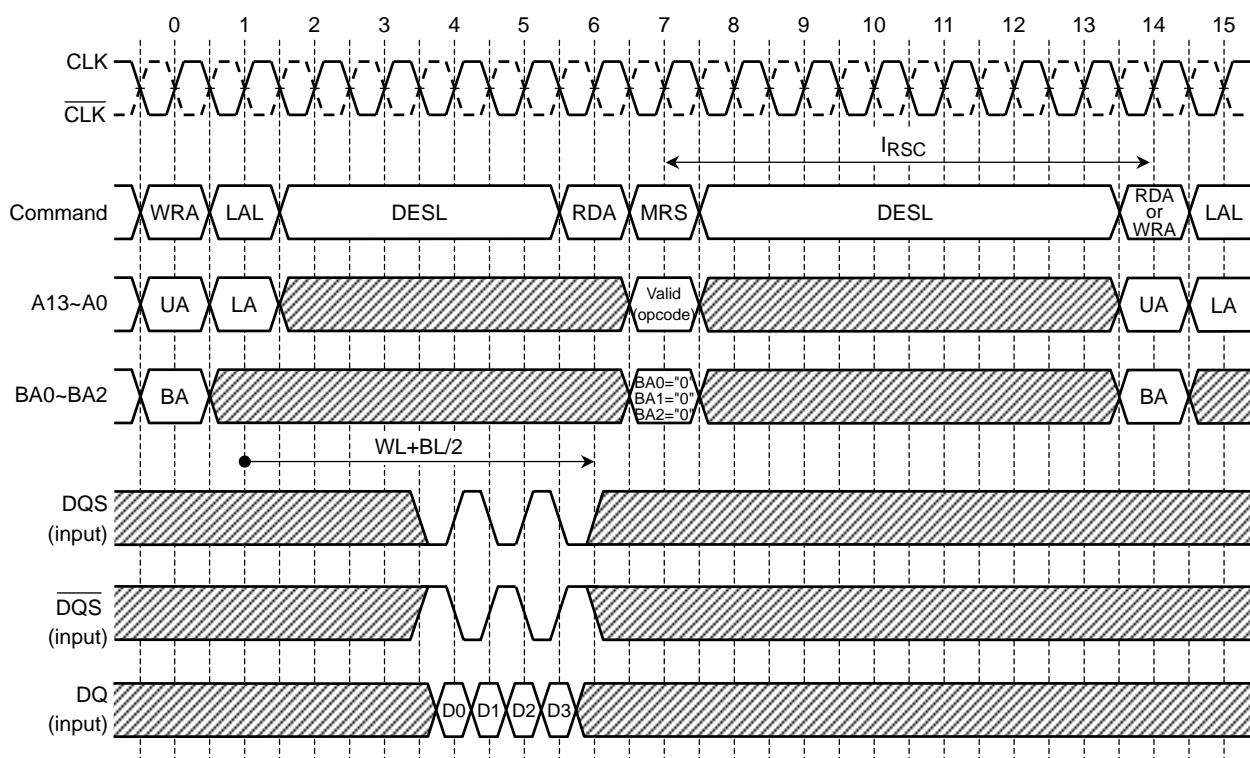 0 1 2 3 4 5 6 7 8 9 10 11 12 13 14 15
CLK
CLK
IRSC
Command WRA LAL DESL RDA MRS DESL RDA or WRA LAL
A13~A0 UA LA Valid (opcode) UA LA
BA0~BA2 BA BA0="0" BA1="0" BA2="0" BA
WL+BL/2
DQS
(input)
DQS
(input)
DQ
(input)
D0 D1 D2 D3